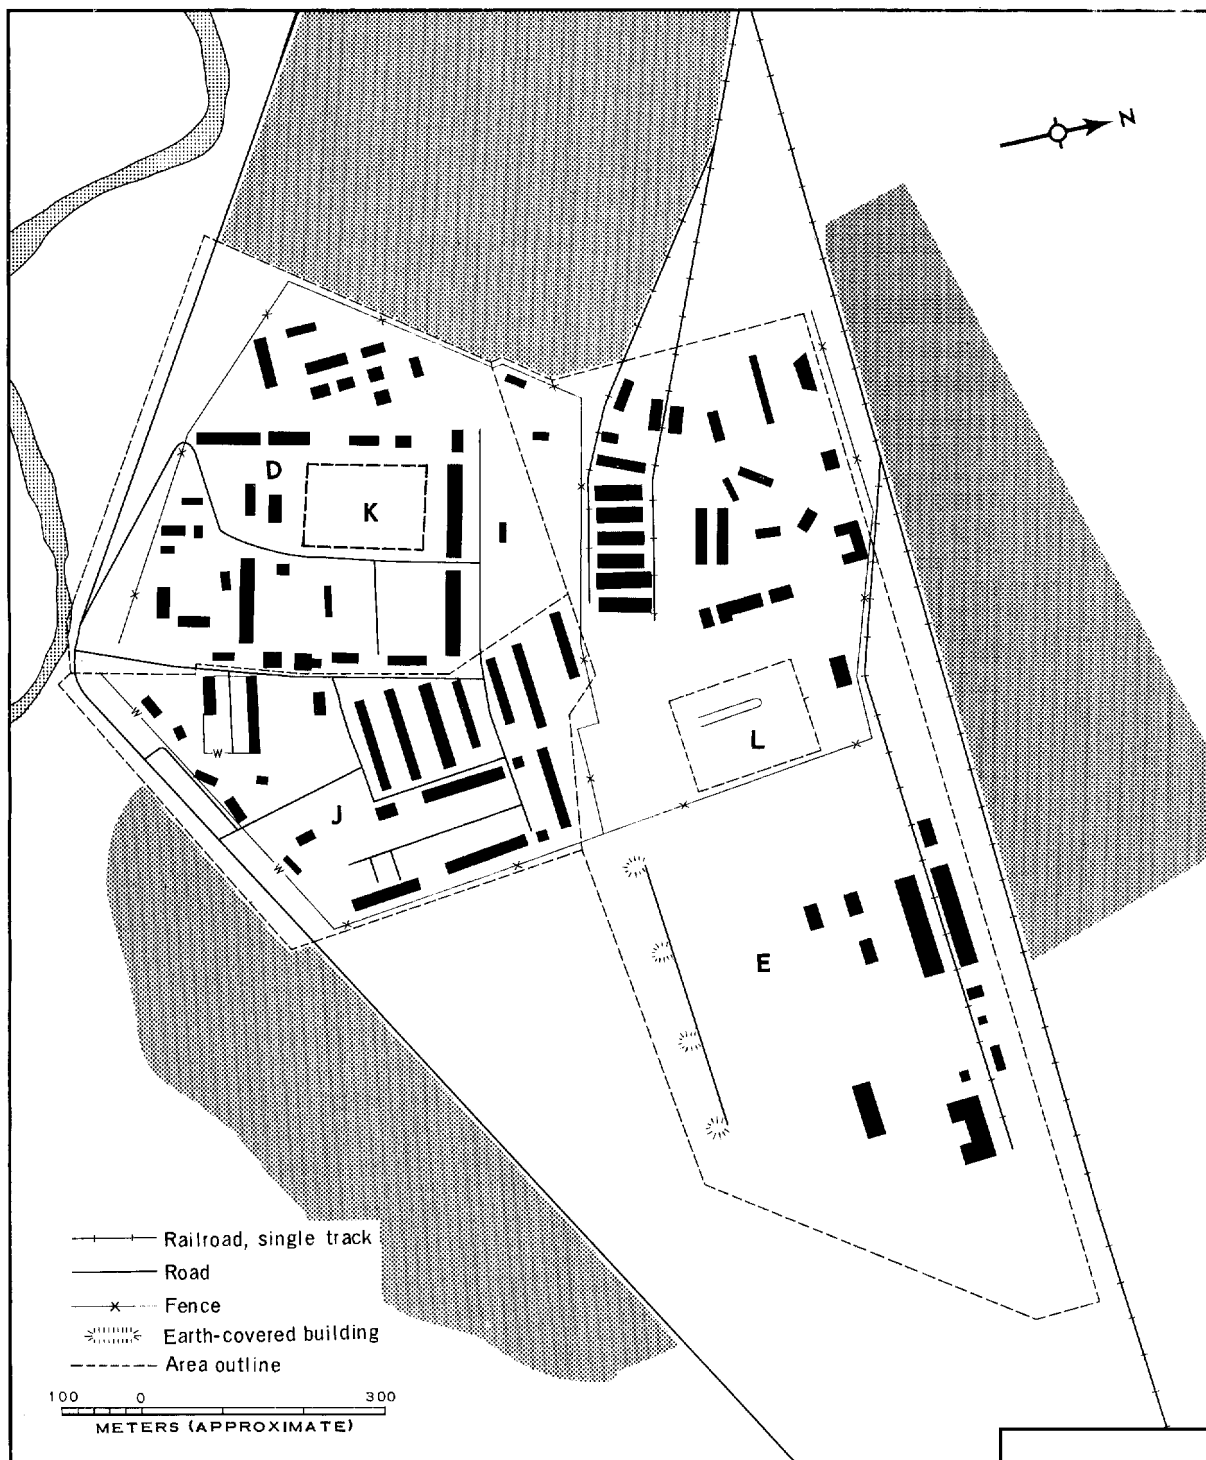 N
D
K
L
J
E
W
W
W
Railroad, single track
Road
Fence
Earth-covered building
Area outline
100 0 300
METERS (APPROXIMATE)